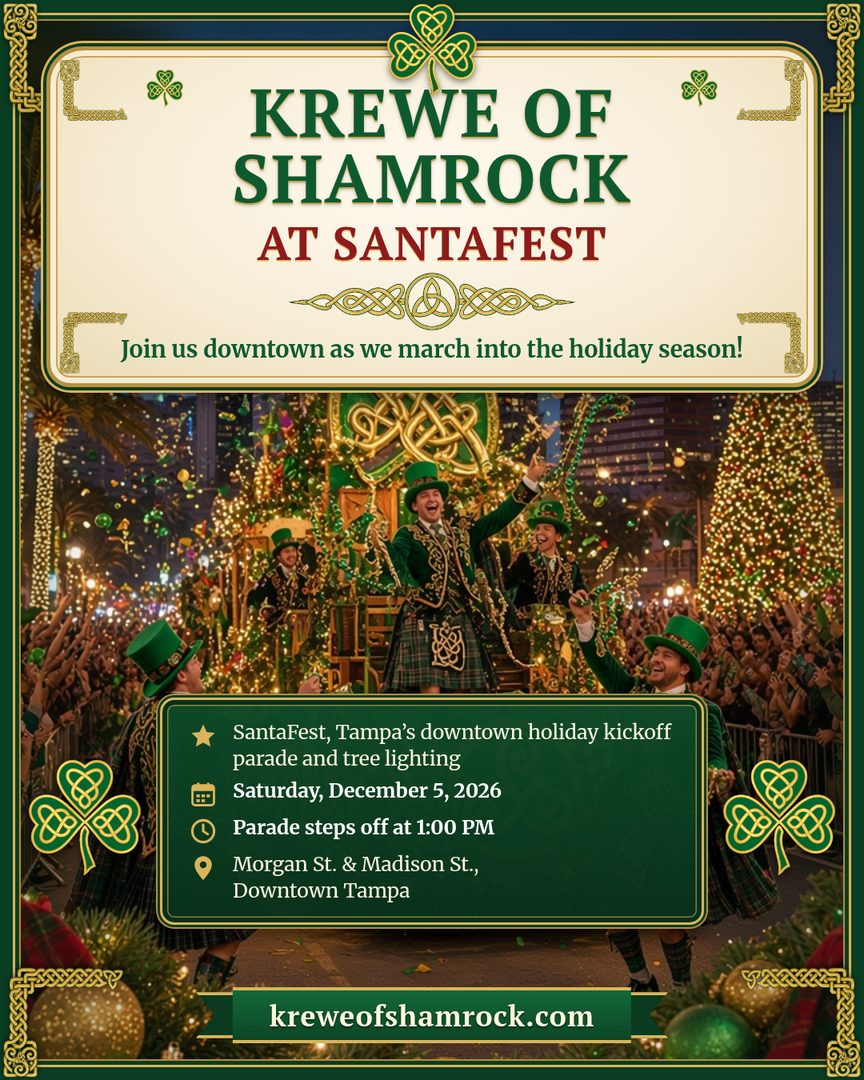 KREWE OF
SHAMROCK
AT SANTAFEST
Join us downtown as we march into the holiday season!
SantaFest, Tampa’s downtown holiday kickoff
parade and tree lighting
Saturday, December 5, 2026
Parade steps off at 1:00 PM
Morgan St. & Madison St.,
Downtown Tampa
kreweofshamrock.com